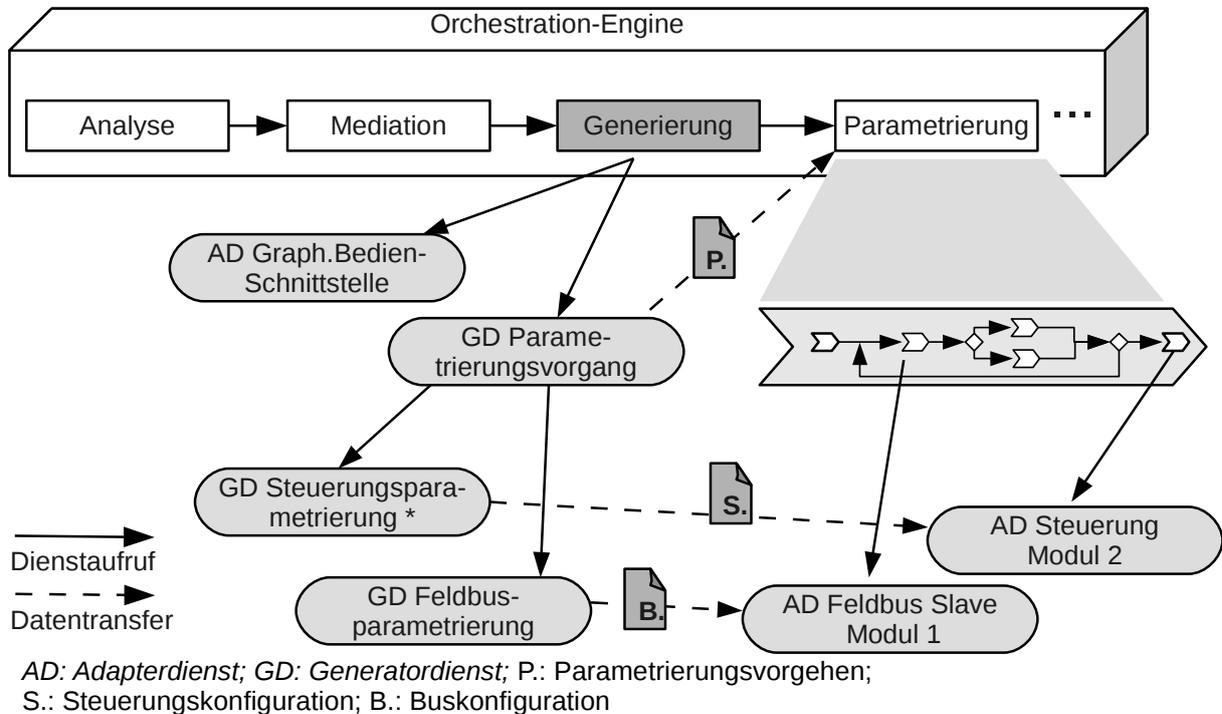 Orchestration-Engine
Analyse
Mediation
Generierung
Parametrierung
...
AD Graph.Bedien-
Schnittstelle
P.
GD Parame-
trierungsvorgang
GD Steuerungspara-
metrierung *
S.
AD Steuerung
Modul 2
Dienstaufruf
Datentransfer
GD Feldbus-
parametrierung
B.
AD Feldbus Slave
Modul 1
AD: Adapterdienst; GD: Generatordienst; P.: Parametrierungsvorgehen;
S.: Steuerungskonfiguration; B.: Buskonfiguration